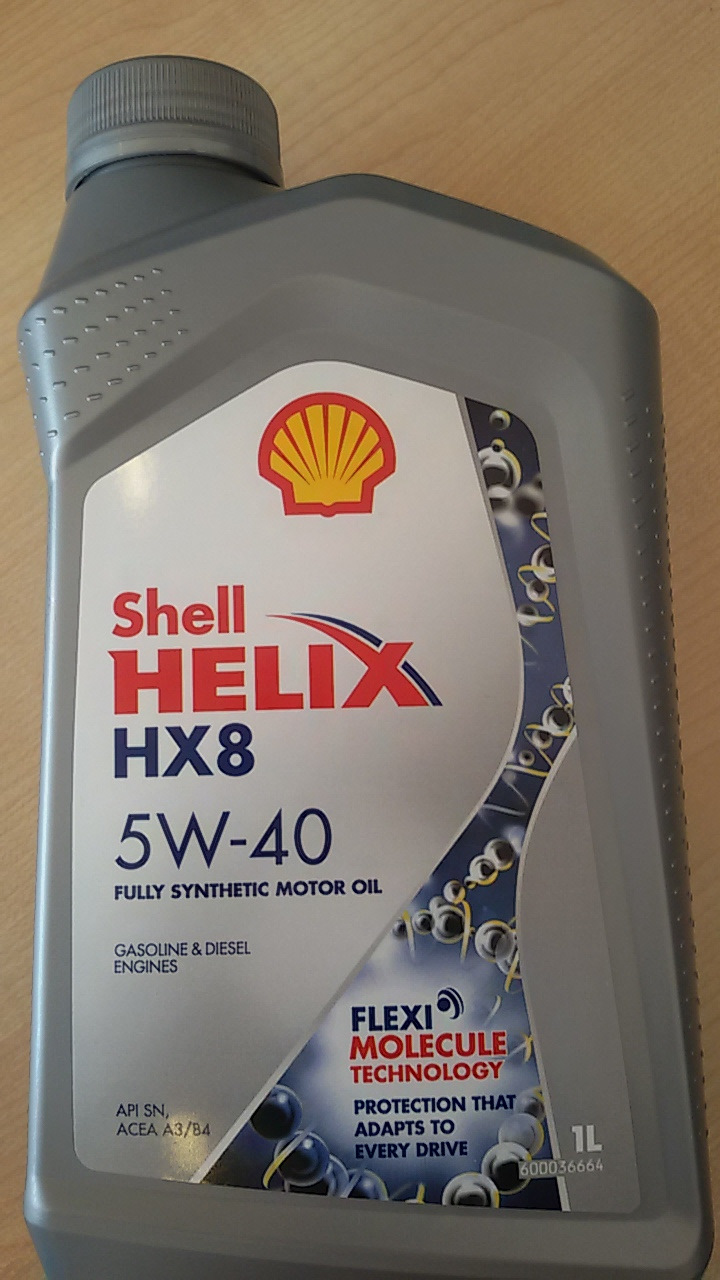 Shell
HELIX
HX8
5W-40
FULLY SYNTHETIC MOTOR OIL
GASOLINE & DIESEL
ENGINES
FLEXI
MOLECULE
TECHNOLOGY
PROTECTION THAT
ADAPTS TO
EVERY DRIVE
API SN,
ACEA A3/B4
1L
600036664